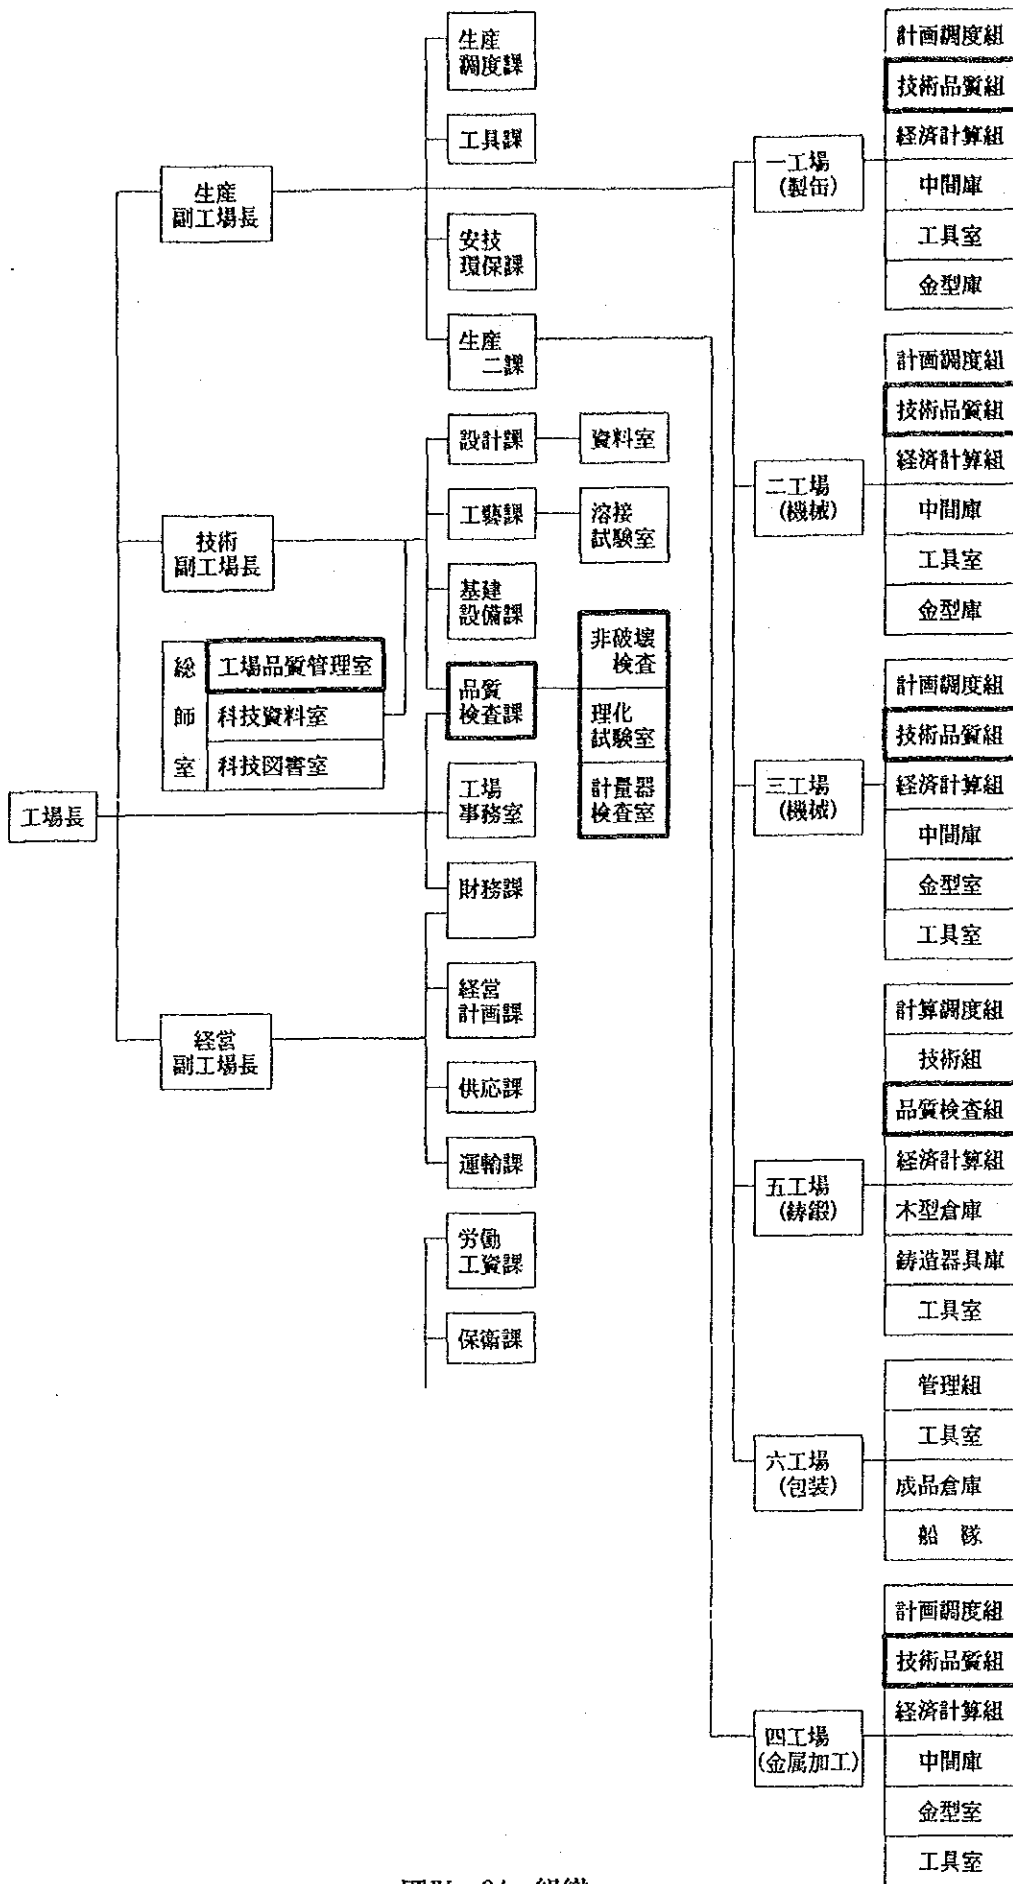 工場長
生産
副工場長
技術
副工場長
総
師
室
工場品質管理室
科技資料室
科技図書室
経営
副工場長
生産
調度課
工具課
安技
環保課
生産
二課
設計課
資料室
工藝課
溶接
試験室
基建
設備課
品質
検査課
非破壊
検査
理化
試験室
計量器
検査室
工場
事務室
財務課
経営
計画課
供応課
運輸課
労働
工資課
保衛課
一工場
(製缶)
計画調度組
技術品質組
経済計算組
中間庫
工具室
金型庫
二工場
(機械)
計画調度組
技術品質組
経済計算組
中間庫
工具室
金型庫
三工場
(機械)
計画調度組
技術品質組
経済計算組
中間庫
金型室
工具室
五工場
(鋳鍛)
計算調度組
技術組
品質検査組
経済計算組
木型倉庫
鋳造器具庫
工具室
六工場
(包装)
管理組
工具室
成品倉庫
船 隊
四工場
(金属加工)
計画調度組
技術品質組
経済計算組
中間庫
金型室
工具室
組織